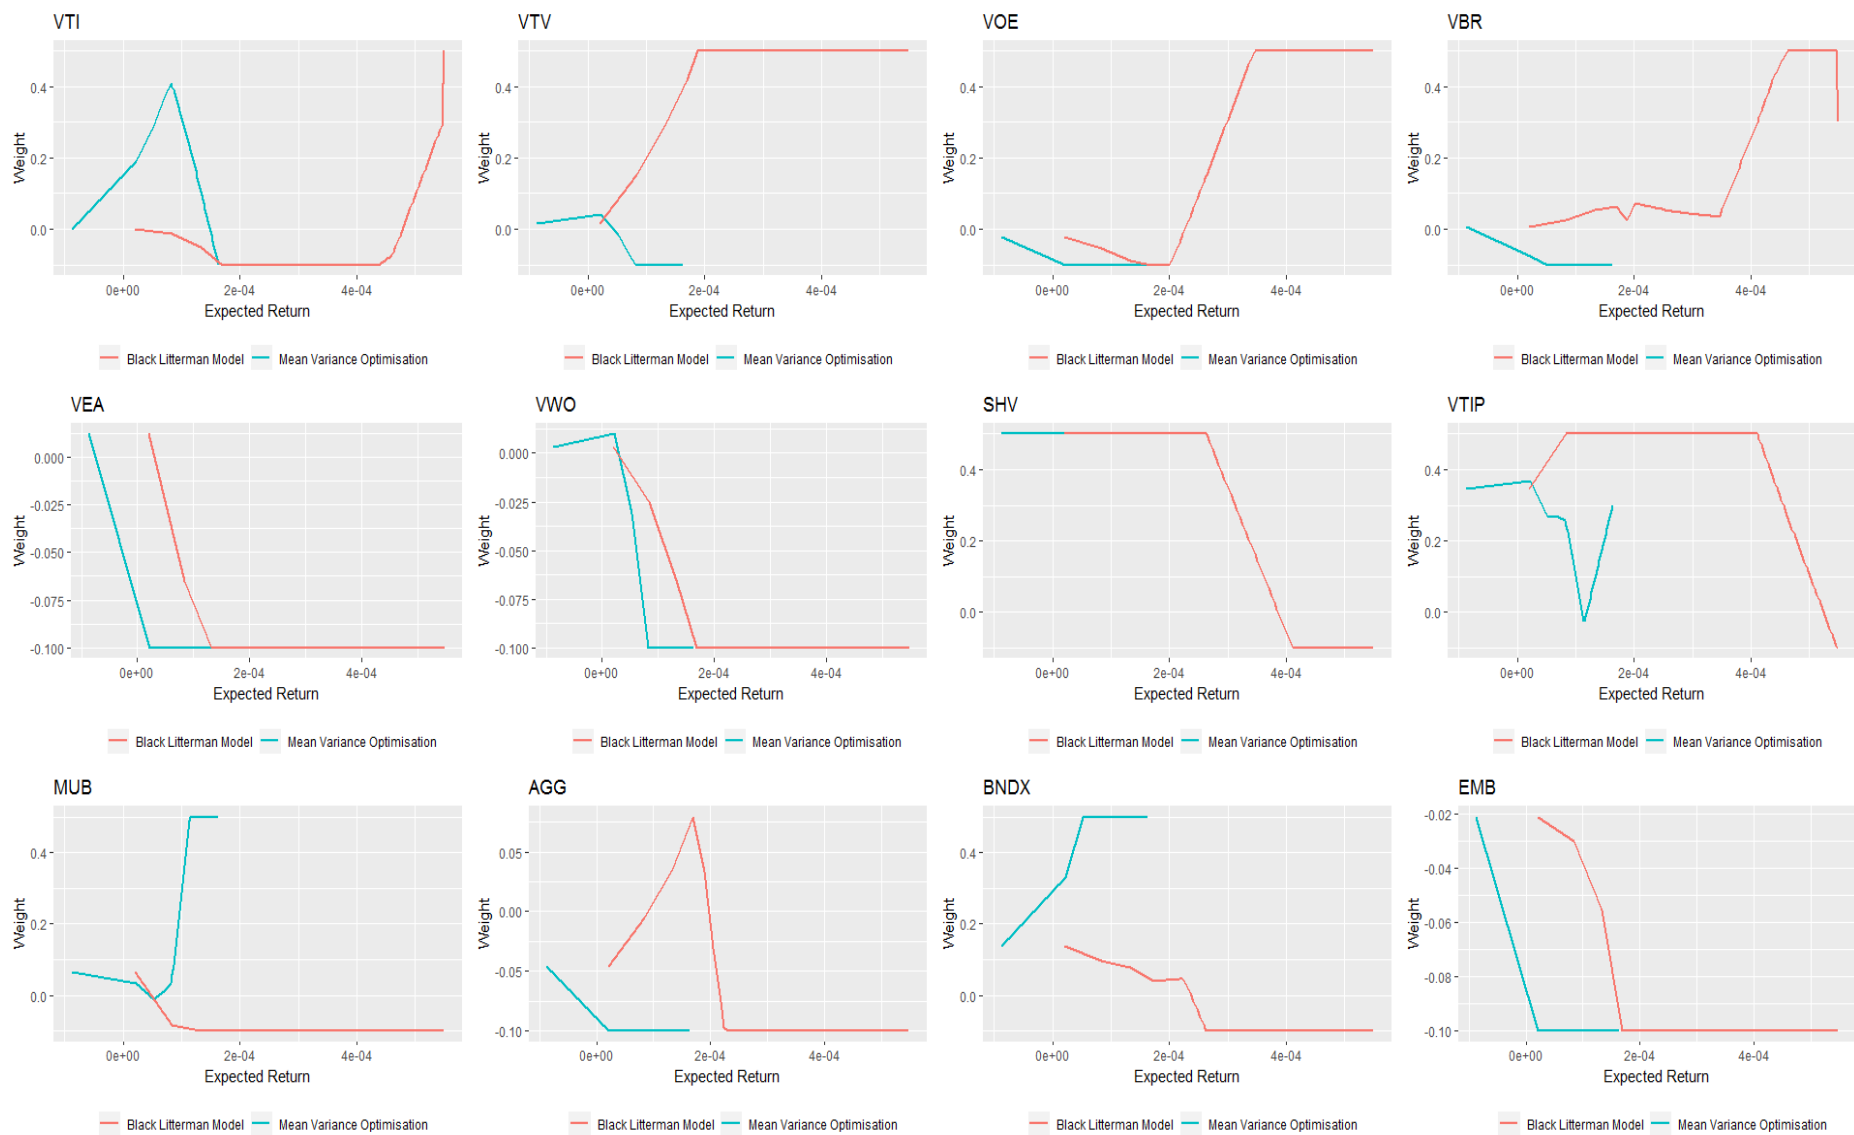 VTI
VTV
VOE
VBR
0.4
0.2
0.0
Weight
0e+00 2e-04 4e-04
Expected Return
Black Litterman Model Mean Variance Optimisation
0.4
0.2
0.0
Weight
0e+00 2e-04 4e-04
Expected Return
Black Litterman Model Mean Variance Optimisation
0.4
0.2
0.0
Weight
0e+00 2e-04 4e-04
Expected Return
Black Litterman Model Mean Variance Optimisation
0.4
0.2
0.0
Weight
0e+00 2e-04 4e-04
Expected Return
Black Litterman Model Mean Variance Optimisation
VEA
VWO
SHV
VTIP
0.000
-0.025
-0.050
-0.075
-0.100
Weight
0e+00 2e-04 4e-04
Expected Return
Black Litterman Model Mean Variance Optimisation
0.000
-0.025
-0.050
-0.075
-0.100
Weight
0e+00 2e-04 4e-04
Expected Return
Black Litterman Model Mean Variance Optimisation
0.4
0.2
0.0
Weight
0e+00 2e-04 4e-04
Expected Return
Black Litterman Model Mean Variance Optimisation
0.4
0.2
0.0
Weight
0e+00 2e-04 4e-04
Expected Return
Black Litterman Model Mean Variance Optimisation
MUB
AGG
BNDX
EMB
0.4
0.2
0.0
Weight
0e+00 2e-04 4e-04
Expected Return
Black Litterman Model Mean Variance Optimisation
0.05
0.00
-0.05
-0.10
Weight
0e+00 2e-04 4e-04
Expected Return
Black Litterman Model Mean Variance Optimisation
0.4
0.2
0.0
Weight
0e+00 2e-04 4e-04
Expected Return
Black Litterman Model Mean Variance Optimisation
-0.02
-0.04
-0.06
-0.08
-0.10
Weight
0e+00 2e-04 4e-04
Expected Return
Black Litterman Model Mean Variance Optimisation